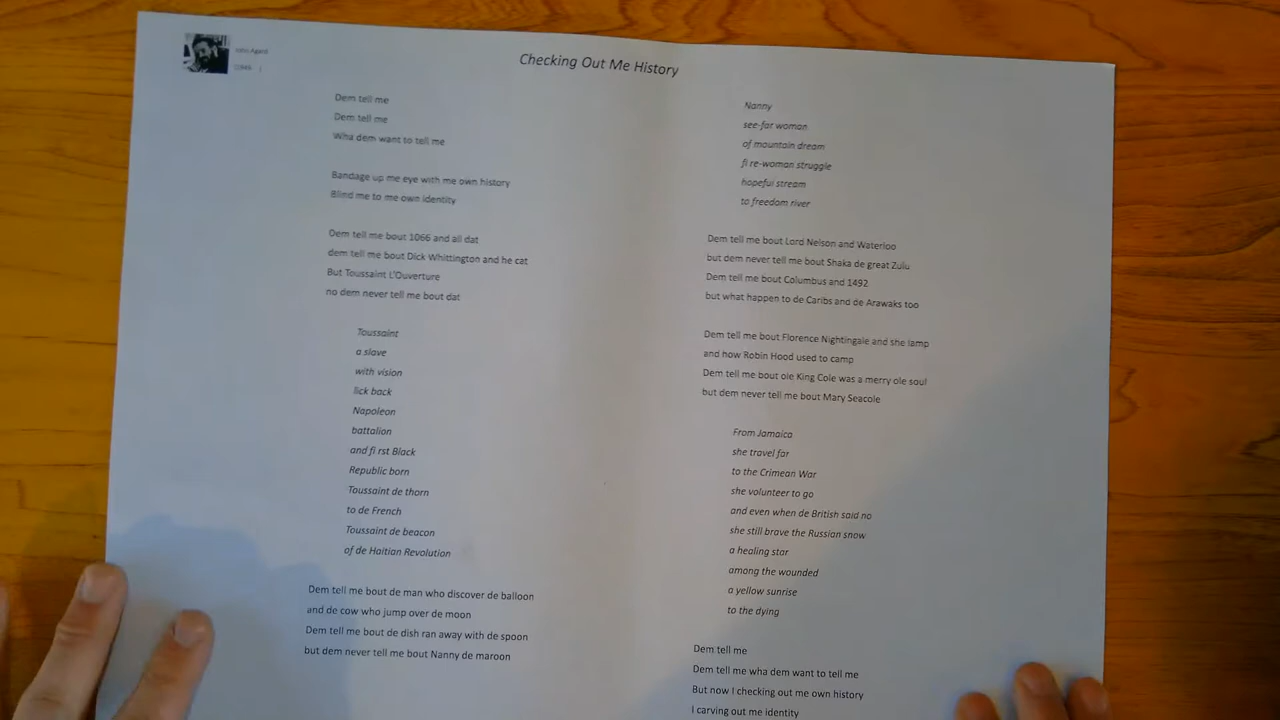 John Agard
(1949- )
Checking Out Me History
Dem tell me
Dem tell me
Wha dem want to tell me
Bandage up me eye with me own history
Blind me to me own identity
Dem tell me bout 1066 and all dat
dem tell me bout Dick Whittington and he cat
But Toussaint L'Ouverture
no dem never tell me bout dat
Toussaint
a slave
with vision
lick back
Napoleon
battalion
and fi rst Black
Republic born
Toussaint de thorn
to de French
Toussaint de beacon
of de Haitian Revolution
Dem tell me bout de man who discover de balloon
and de cow who jump over de moon
Dem tell me bout de dish ran away with de spoon
but dem never tell me bout Nanny de maroon
Nanny
see-far woman
of mountain dream
fi re-woman struggle
hopeful stream
to freedom river
Dem tell me bout Lord Nelson and Waterloo
but dem never tell me bout Shaka de great Zulu
Dem tell me bout Columbus and 1492
but what happen to de Caribs and de Arawaks too
Dem tell me bout Florence Nightingale and she lamp
and how Robin Hood used to camp
Dem tell me bout ole King Cole was a merry ole soul
but dem never tell me bout Mary Seacole
From Jamaica
she travel far
to the Crimean War
she volunteer to go
and even when de British said no
she still brave the Russian snow
a healing star
among the wounded
a yellow sunrise
to the dying
Dem tell me
Dem tell me wha dem want to tell me
But now I checking out me own history
I carving out me identity